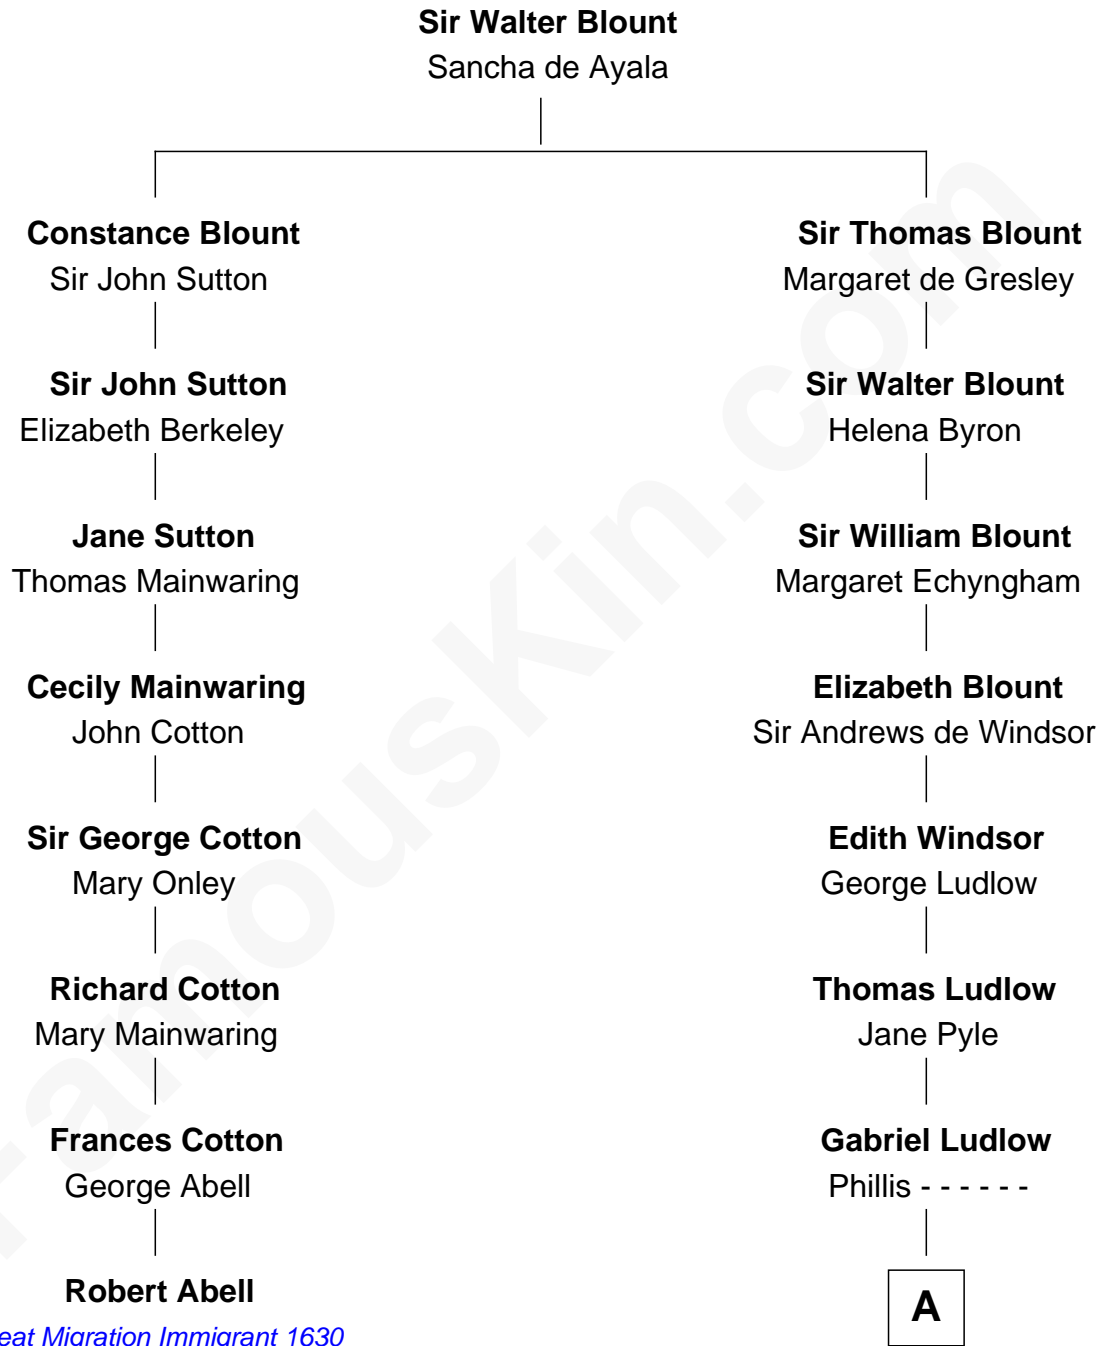 Sir Walter Blount
Sancha de Ayala
Constance Blount
Sir John Sutton
Sir Thomas Blount
Margaret de Gresley
Sir John Sutton
Elizabeth Berkeley
Sir Walter Blount
Helena Byron
Jane Sutton
Thomas Mainwaring
Sir William Blount
Margaret Echyngham
Cecily Mainwaring
John Cotton
Elizabeth Blount
Sir Andrews de Windsor
Sir George Cotton
Mary Onley
Edith Windsor
George Ludlow
Richard Cotton
Mary Mainwaring
Thomas Ludlow
Jane Pyle
Frances Cotton
George Abell
Gabriel Ludlow
Phillis - - - - - -
Robert Abell
eat Migration Immigrant 1630
A
FamousKin.com